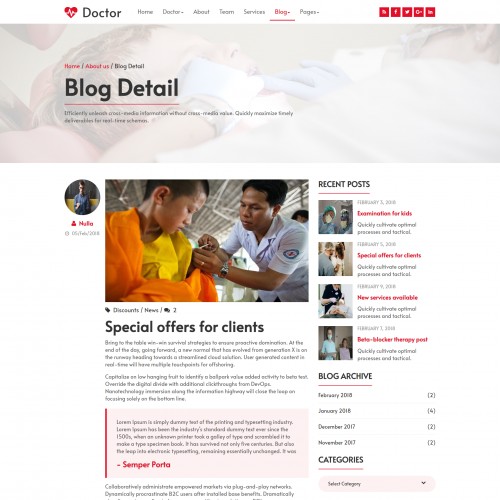 Doctor
Home Doctor About Team Services Blog Pages
Home / About us / Blog Detail
Blog Detail
Efficiently unleash cross-media information without cross-media value. Quickly maximize timely
deliverables for real-time schemas.
Nulla
05/Feb/2018
Discounts / News / 2
Special offers for clients
Bring to the table win-win survival strategies to ensure proactive domination. At the
end of the day, going forward, a new normal that has evolved from generation X is on
the runway heading towards a streamlined cloud solution. User generated content in
real-time will have multiple touchpoints for offshoring.
Capitalise on low hanging fruit to identify a ballpark value added activity to beta test.
Override the digital divide with additional clickthroughs from DevOps.
Nanotechnology immersion along the information highway will close the loop on
focusing solely on the bottom line.
Lorem Ipsum is simply dummy text of the printing and typesetting industry.
Lorem Ipsum has been the industry's standard dummy text ever since the
1500s, when an unknown printer took a galley of type and scrambled it to
make a type specimen book. It has survived not only five centuries. But also
the leap into electronic typesetting, remaining essentially unchanged. It was
- Semper Porta
Collaboratively administrate empowered markets via plug-and-play networks.
Dynamically procrastinate B2C users after installed base benefits. Dramatically
RECENT POSTS
FEBRUARY 3, 2018
Examination for kids
Quickly cultivate optimal
processes and tactical.
FEBRUARY 5, 2018
Special offers for clients
Quickly cultivate optimal
processes and tactical.
FEBRUARY 9, 2018
New services available
Quickly cultivate optimal
processes and tactical.
FEBRUARY 7, 2018
Beta-blocker therapy post
Quickly cultivate optimal
processes and tactical.
BLOG ARCHIVE
February 2018 (2)
January 2018 (4)
December 2017 (2)
November 2017 (2)
CATEGORIES
Category